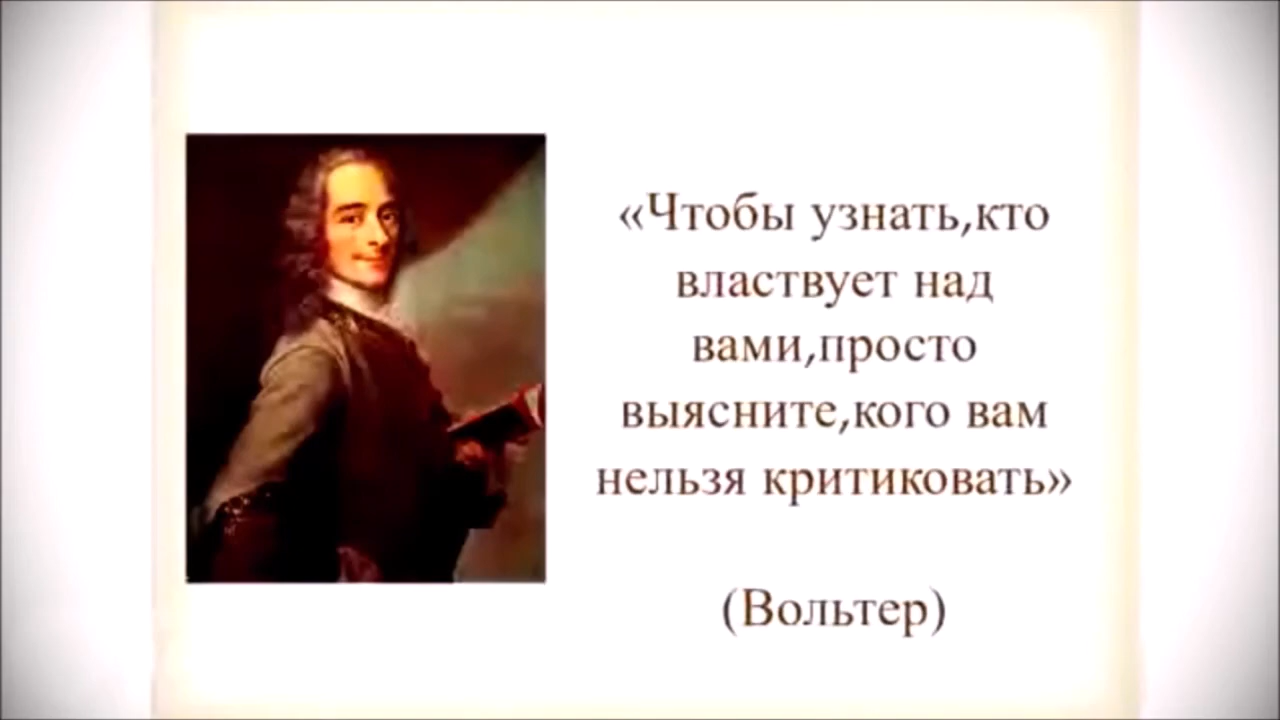 «Чтобы узнать,кто
властвует над
вами,просто
выясните,кого вам
нельзя критиковать»
(Вольтер)